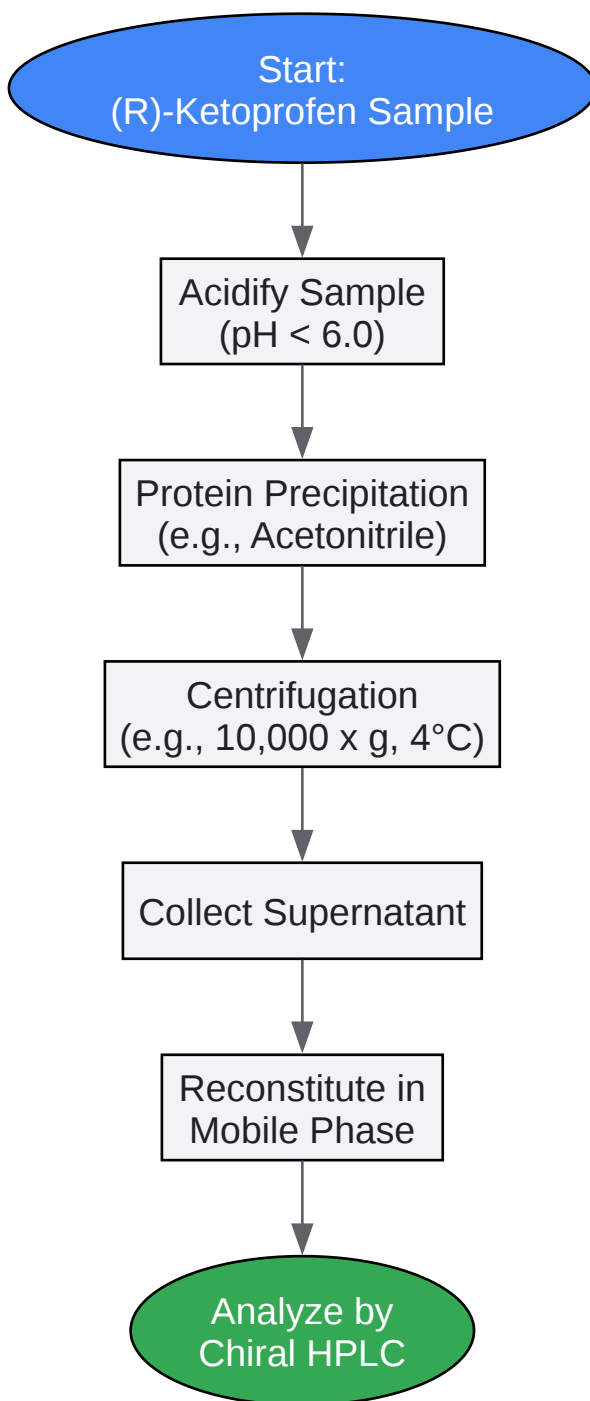 Start:
(R)-Ketoprofen Sample
Acidify Sample
(pH < 6.0)
Protein Precipitation
(e.g., Acetonitrile)
Centrifugation
(e.g., 10,000 x g, 4°C)
Collect Supernatant
Reconstitute in
Mobile Phase
Analyze by
Chiral HPLC